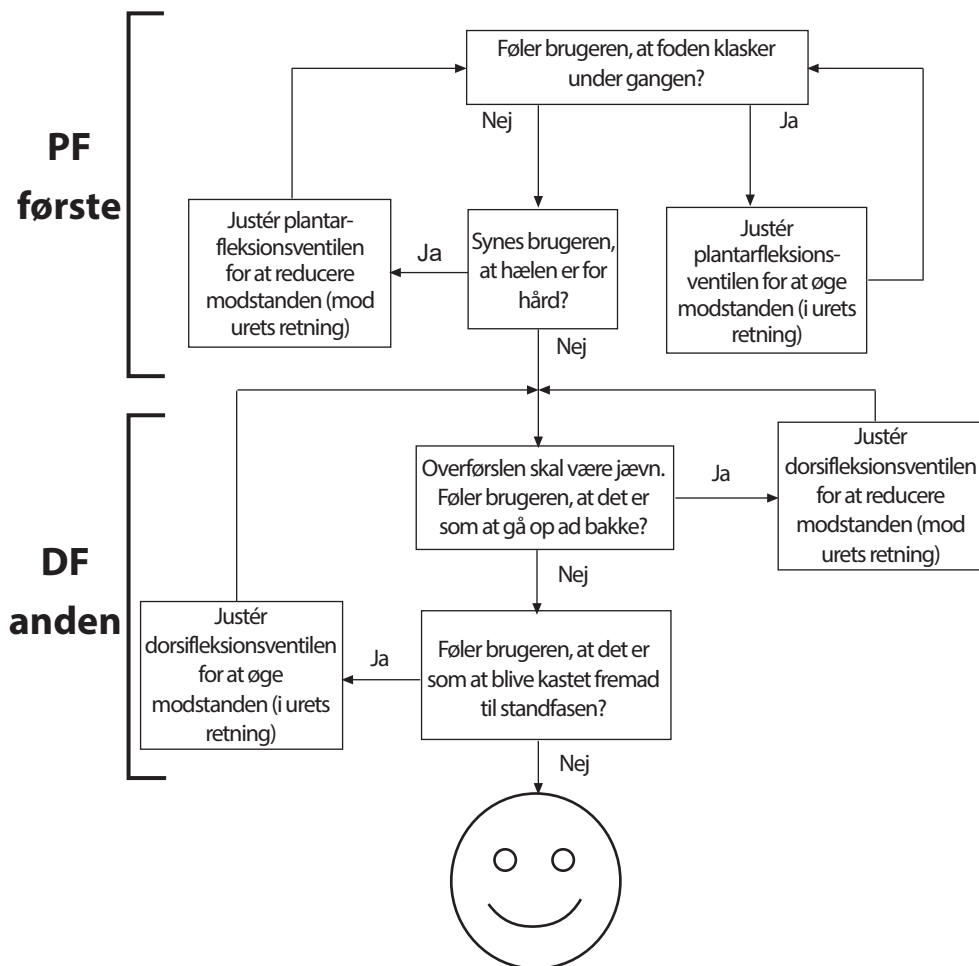 PF
første
Føler brugeren, at foden klasker
under gangen?
Nej
Ja
Justér plantar-
fleksionsventilen
for at reducere
modstanden (mod
urets retning)
Ja
Synes brugeren,
at hælen er for
hård?
Justér
plantarfleksions-
ventilen for at øge
modstanden (i urets
retning)
Nej
DF
anden
Overførslen skal være jævn.
Føler brugeren, at det er
som at gå op ad bakke?
Ja
Justér
dorsifleksionsventilen
for at reducere
modstanden (mod
urets retning)
Nej
Justér
dorsifleksionsventilen
for at øge
modstanden (i urets
retning)
Ja
Føler brugeren, at det er
som at blive kastet fremad
til standfasen?
Nej